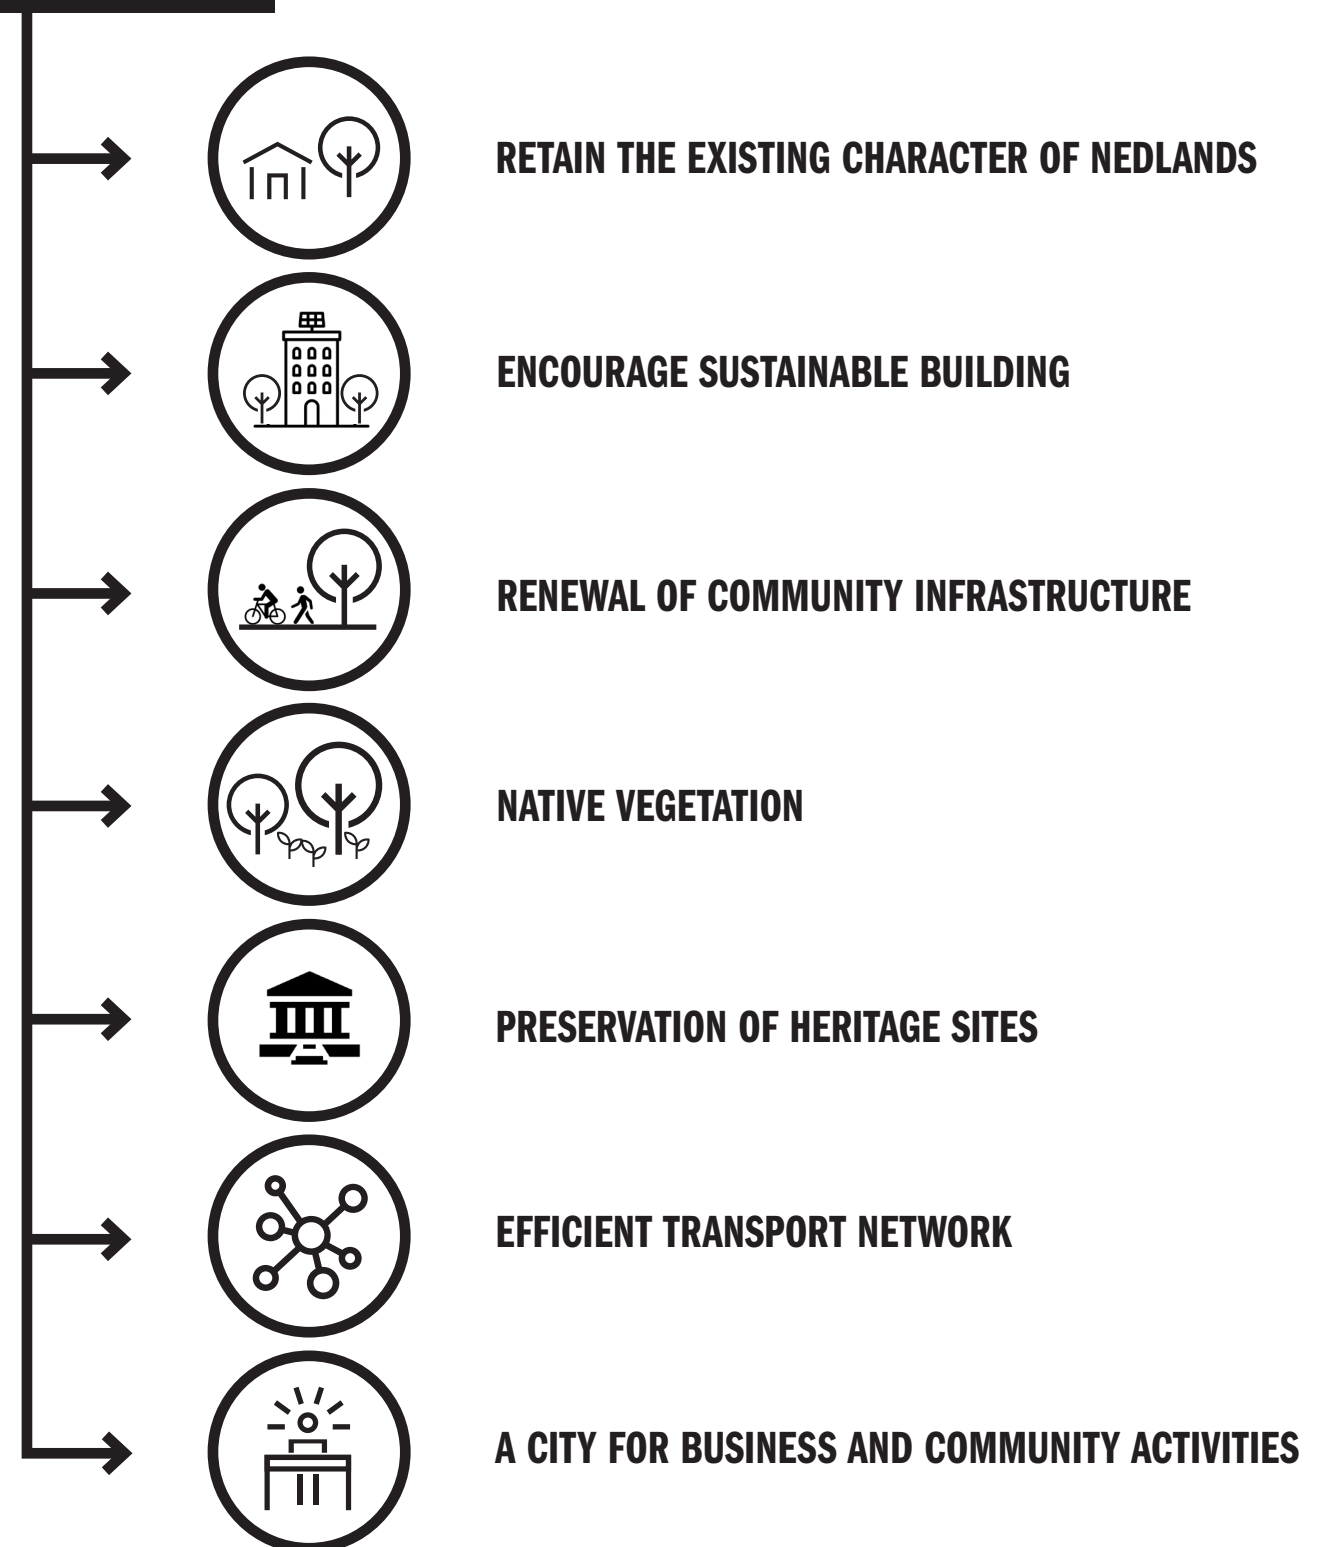 RETAIN THE EXISTING CHARACTER OF NEDLANDS
ENCOURAGE SUSTAINABLE BUILDING
RENEWAL OF COMMUNITY INFRASTRUCTURE
NATIVE VEGETATION
PRESERVATION OF HERITAGE SITES
EFFICIENT TRANSPORT NETWORK
A CITY FOR BUSINESS AND COMMUNITY ACTIVITIES